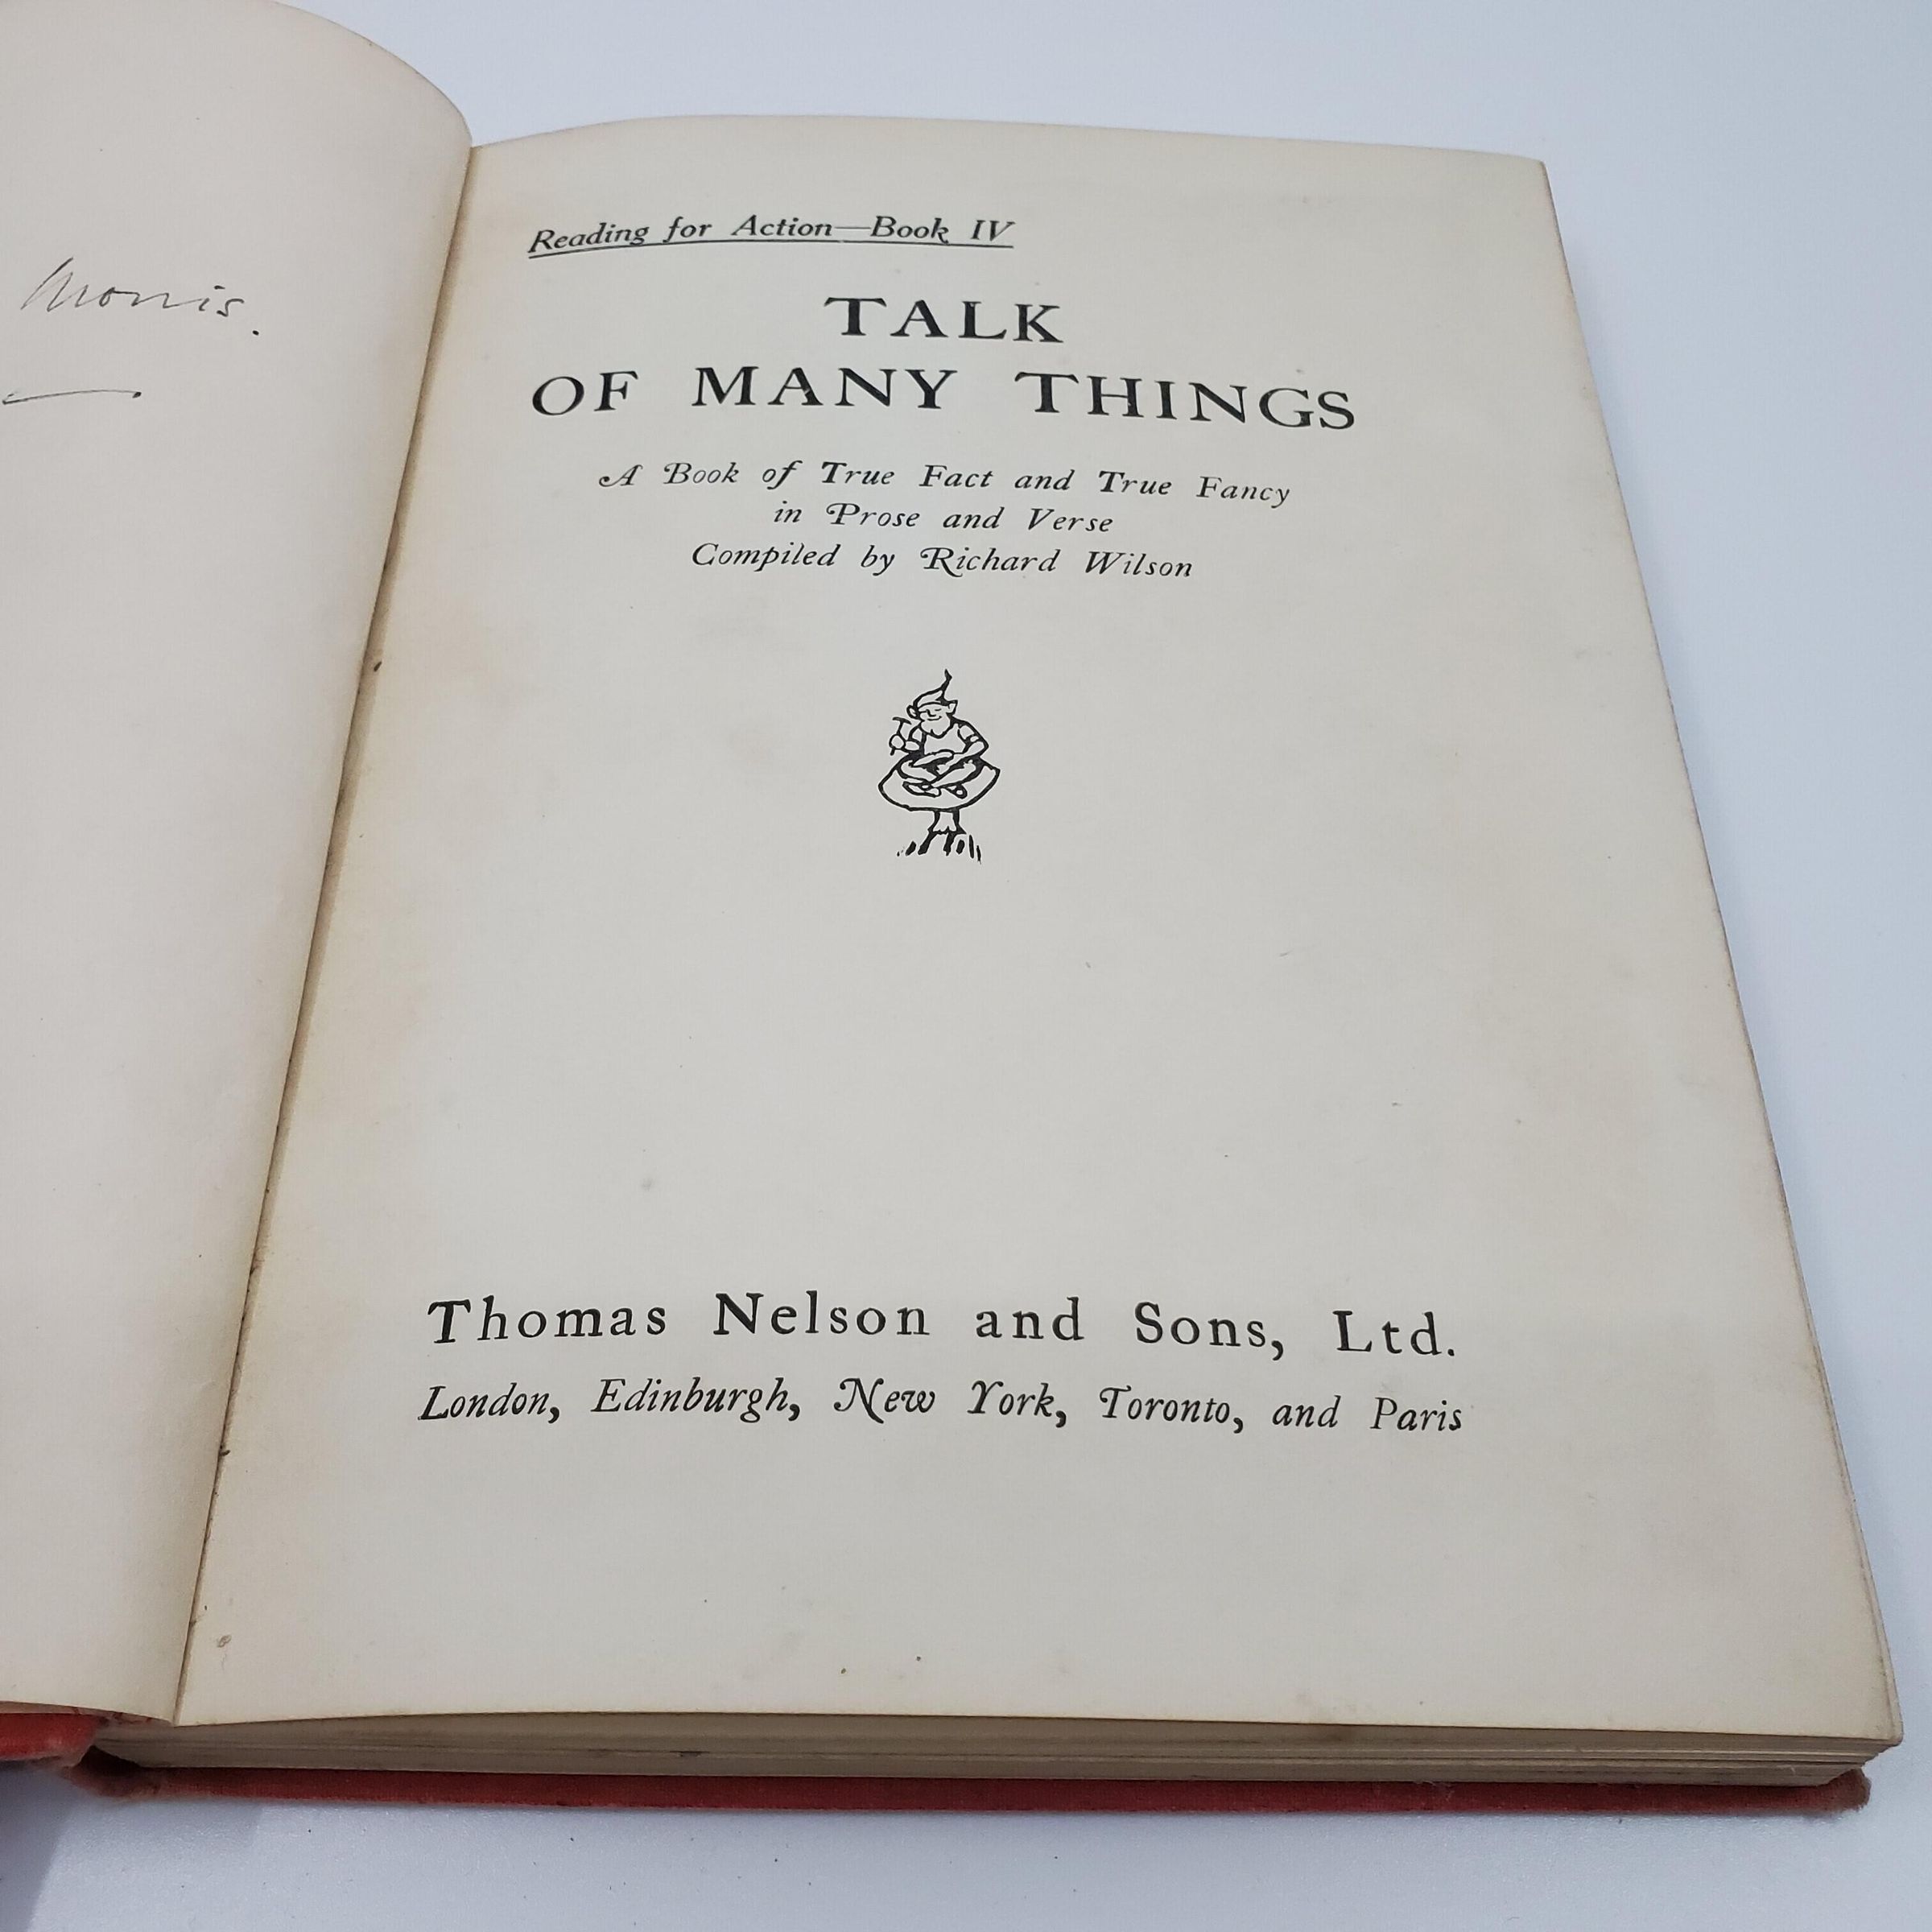 Morris.
Reading for Action—Book IV
TALK
OF MANY THINGS
A Book of True Fact and True Fancy
in Prose and Verse
Compiled by Richard Wilson
Thomas Nelson and Sons, Ltd.
London, Edinburgh, New York, Toronto, and Paris